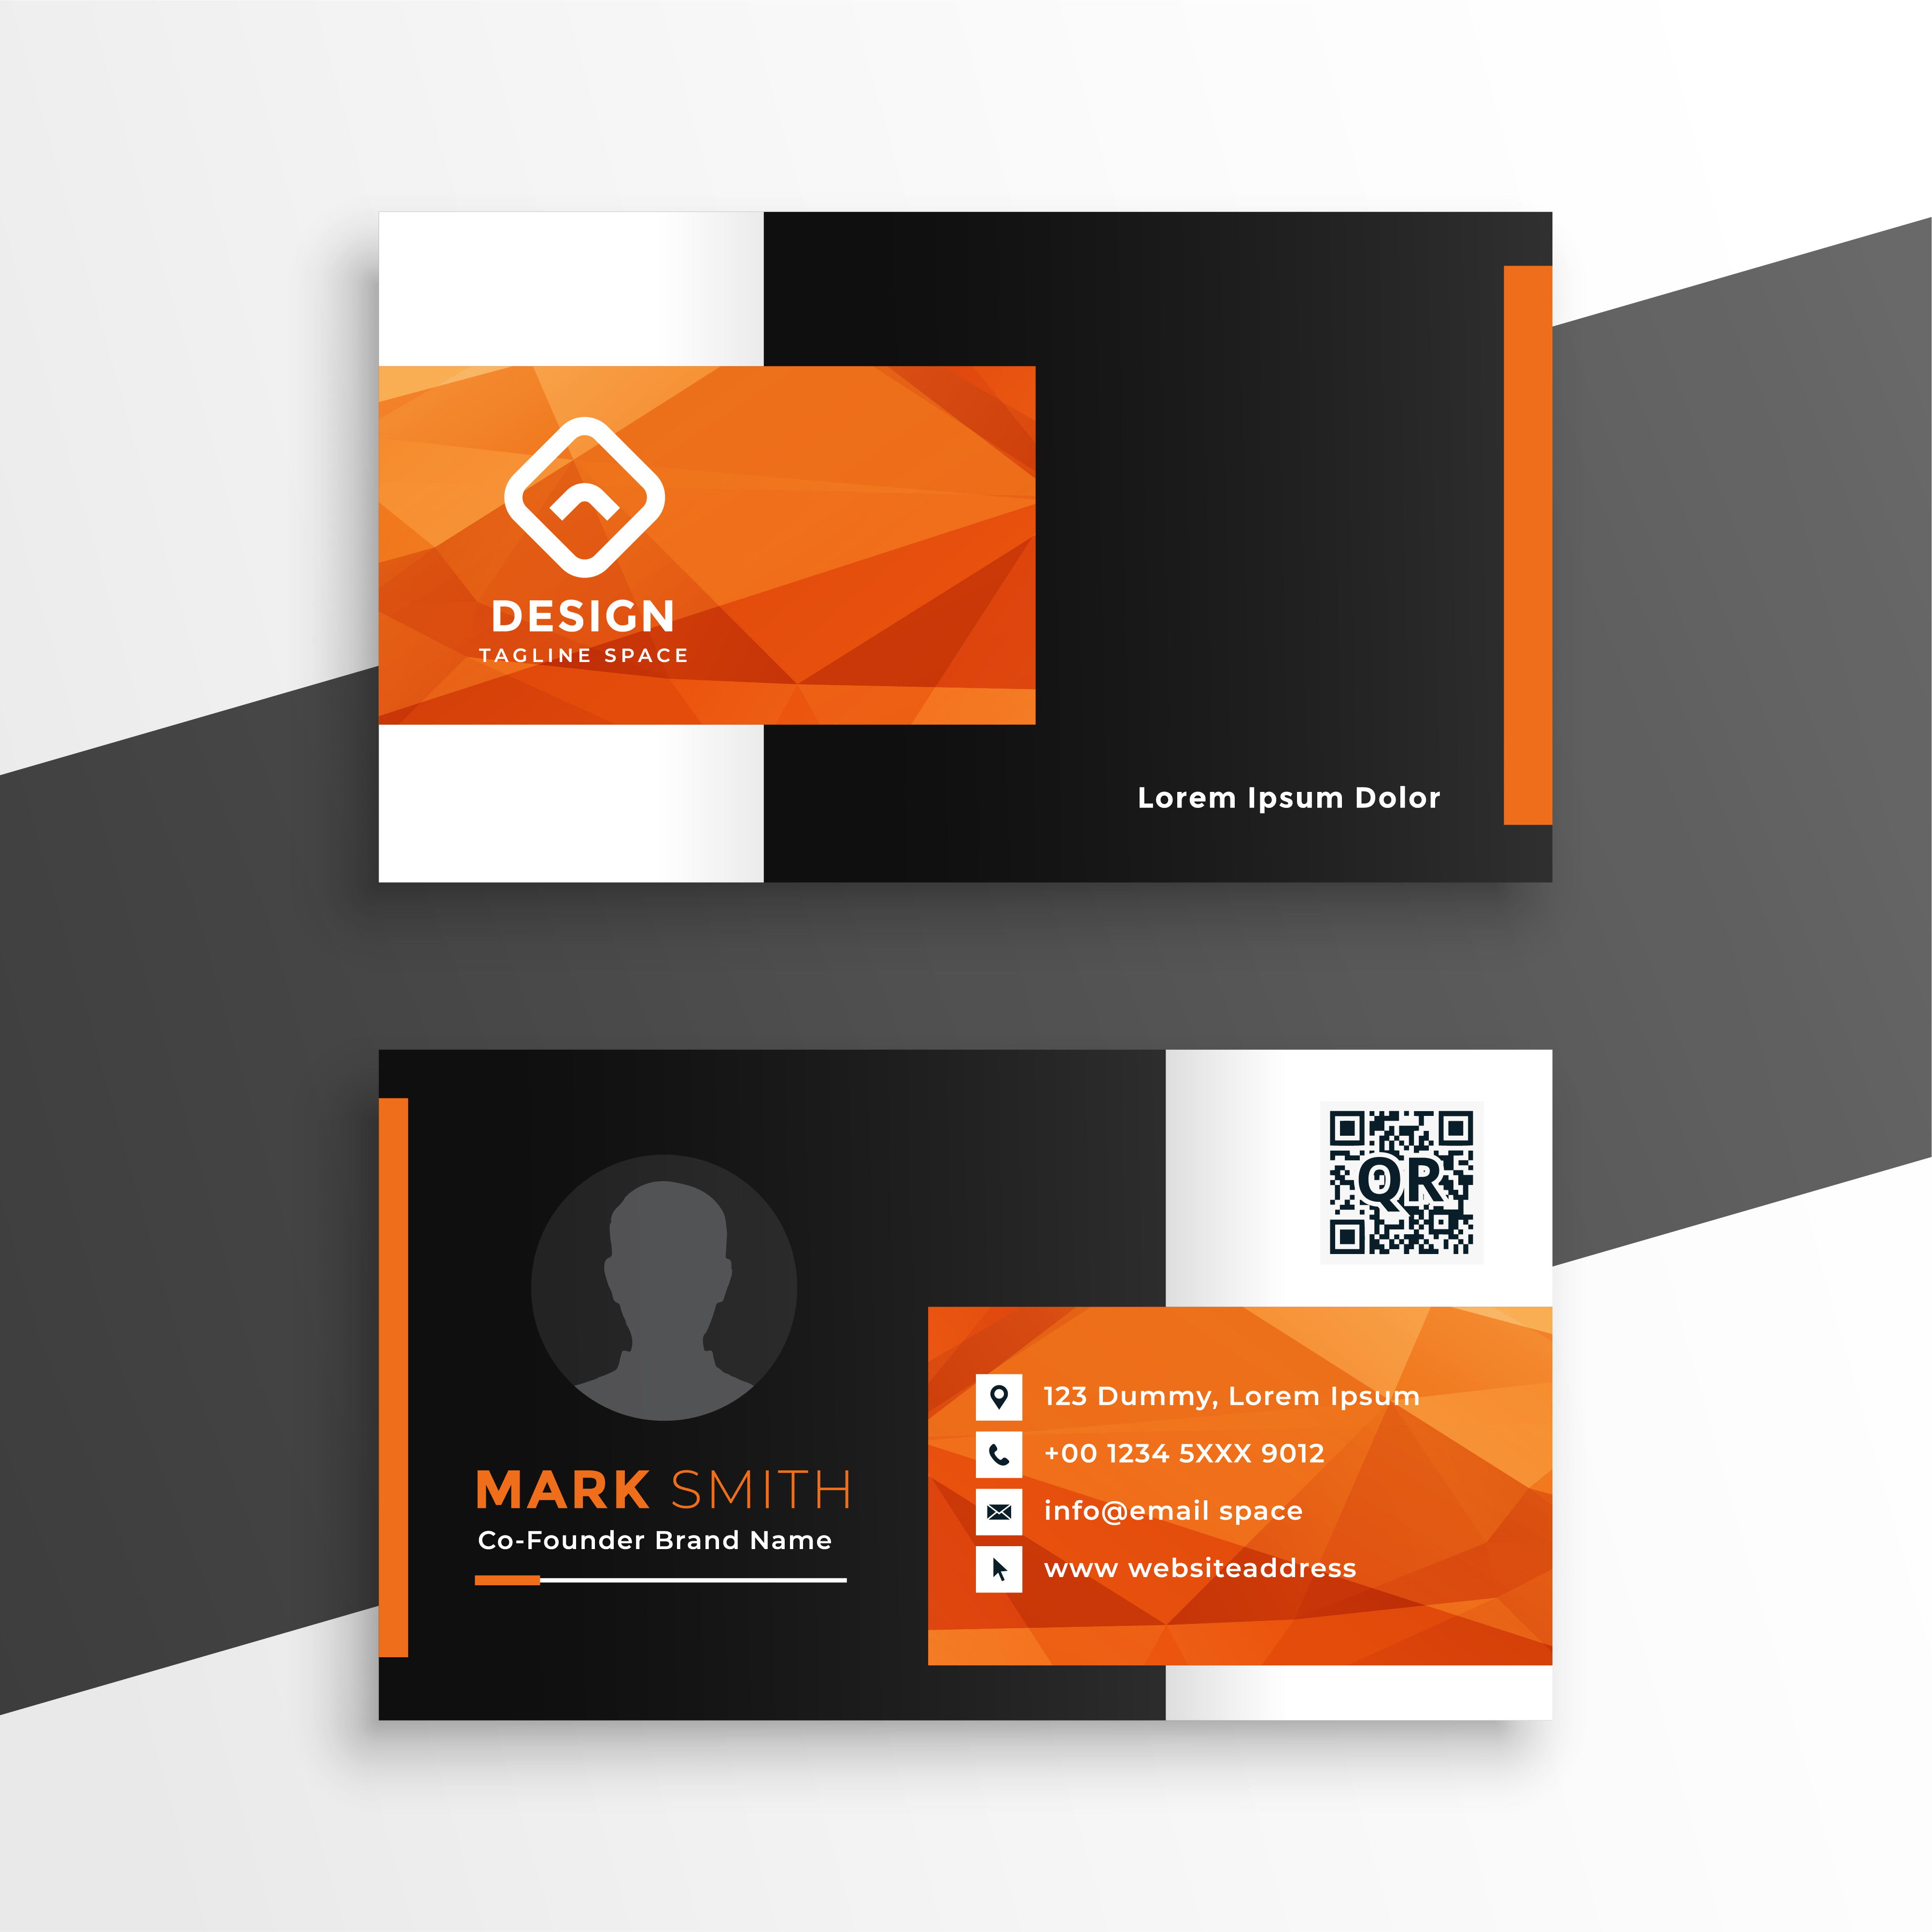 DESIGN
TAGLINE SPACE
Lorem Ipsum Dolor
QR
MARK SMITH
Co-Founder Brand Name
123 Dummy, Lorem Ipsum
+00 1234 5XXX 9012
info@email space
www websiteaddress